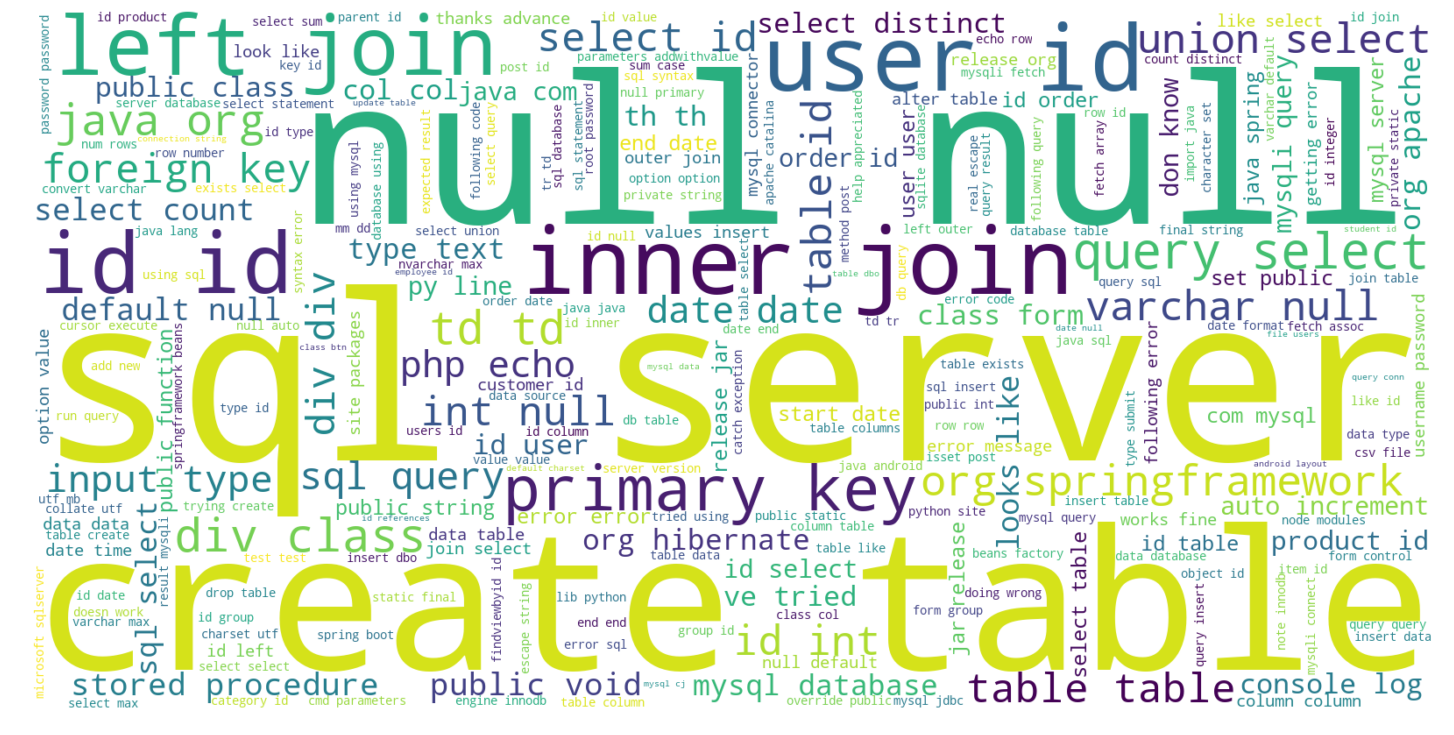 id product
select sum
parent id
thanks advance
id value
select distinct
like select
id join
left join
look like
key id
select id
parameters addwithvalue
echo row
user id
union select
count distinct
post id
sum case
sql syntax
release org
mysqli fetch
public class
col col
java com
null primary
password password
server database
select statement
update table
alter table
id order
row id
varchar default
java org
id type
th th
num rows
connection string
end date
null null
row number
outer join
order id
foreign key
option option
convert varchar
exists select
private string
using mysql
database using
expected result
following code
select query
tr td
sql database
sql statement
root password
mysql connector
apache catalina
table id
user user
help appreciated
sqlite database
real escape
query result
following query
fetch array
don know
import java
character set
id integer
java spring
getting error
mysqli query
mysql server
private static
org apache
select count
java lang
mm dd
select union
values insert
method post
left outer
database table
final string
student id
id id
using sql
syntax error
type text
nvarchar max
employee id
id null
inner join
table select
table dbo
db query
query select
query sql
set public
join table
default null
py line
order date
java java
id inner
date date
error code
varchar null
cursor execute
null auto
td td
date end
td tr
class form
date null
java sql
date format
fetch assoc
file users
option value
public function
springframework beans
class btn
div div
site packages
php echo
mysql data
table exists
query conn
add new
type id
customer id
data source
sql insert
public int
like id
sql server
run query
int null
db table
release jar
catch exception
start date
table columns
row row
looks like
com mysql
following error
type submit
username password
users id
id column
id user
value value
error message
isset post
data type
csv file
input type
sql query
default charset
server version
java android
android layout
org springframework
utf mb
collate utf
trying create
primary key
python site
insert table
auto increment
public string
id references
error error
tried using
public static
column table
mysql query
works fine
node modules
data data
table create
date time
div class
data table
join select
org hibernate
table data
table like
beans factory
data database
id table
product id
form control
microsoft sqlserver
test test
insert dbo
id select
object id
item id
sql select
result mysqli
create table
id date
drop table
static final
lib python
ve tried
doing wrong
doesn work
varchar max
id group
findviewbyid id
escape string
end end
class col
form group
jar release
select table
query insert
note innodb
mysqli connect
query query
insert data
charset utf
spring boot
error sql
group id
id int
id left
select select
null default
stored procedure
public void
mysql cj
mysql database
table table
console log
select max
category id
cmd parameters
engine innodb
table column
override public
mysql jdbc
column column